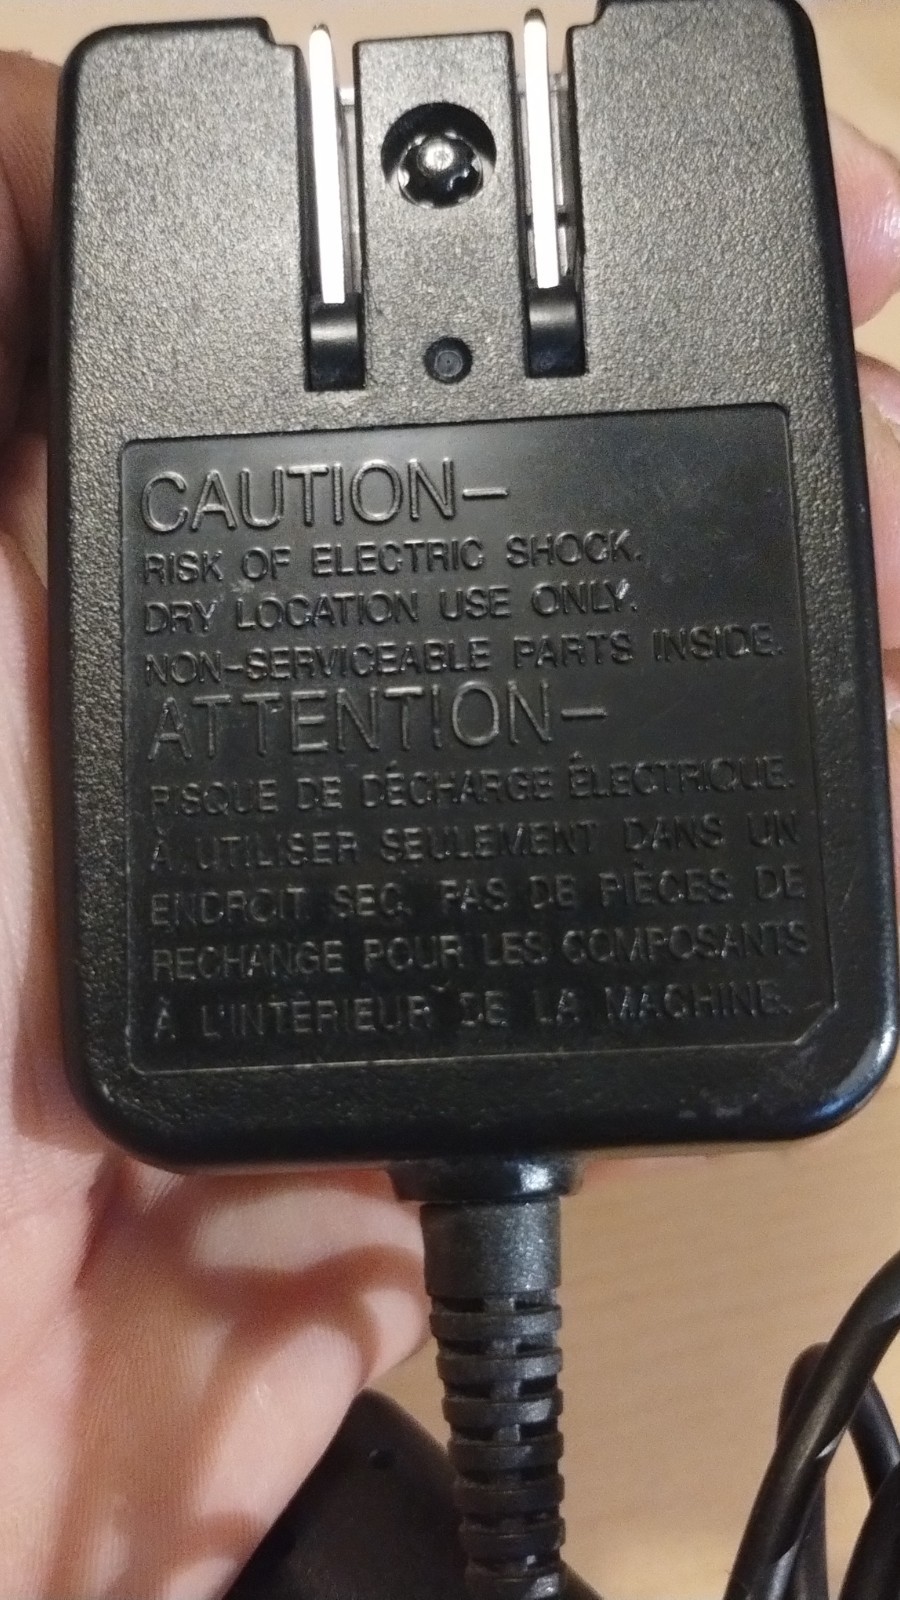 CAUTION-
RISK OF ELECTRIC SHOCK.
DRY LOCATION USE ONLY.
NON-SERVICEABLE PARTS INSIDE.
ATTENTION-
RISQUE DE DÉCHARGE ÉLECTRIQUE.
À UTILISER SEULEMENT DANS UN
ENDROIT SEC. PAS DE PIÈCES DE
RECHANGE POUR LES COMPOSANTS
À L'INTÉRIEUR DE LA MACHINE.